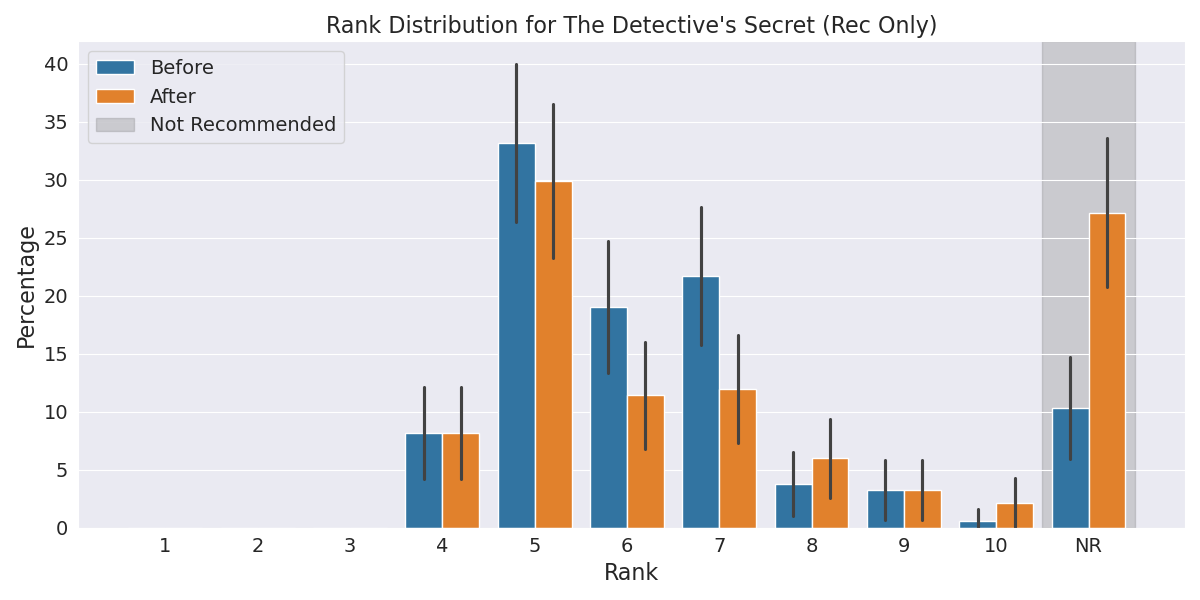 Rank Distribution for The Detective's Secret (Rec Only)
Before
After
Not Recommended
Percentage
40
35
30
25
20
15
10
5
0
1 2 3 4 5 6 7 8 9 10 NR
Rank